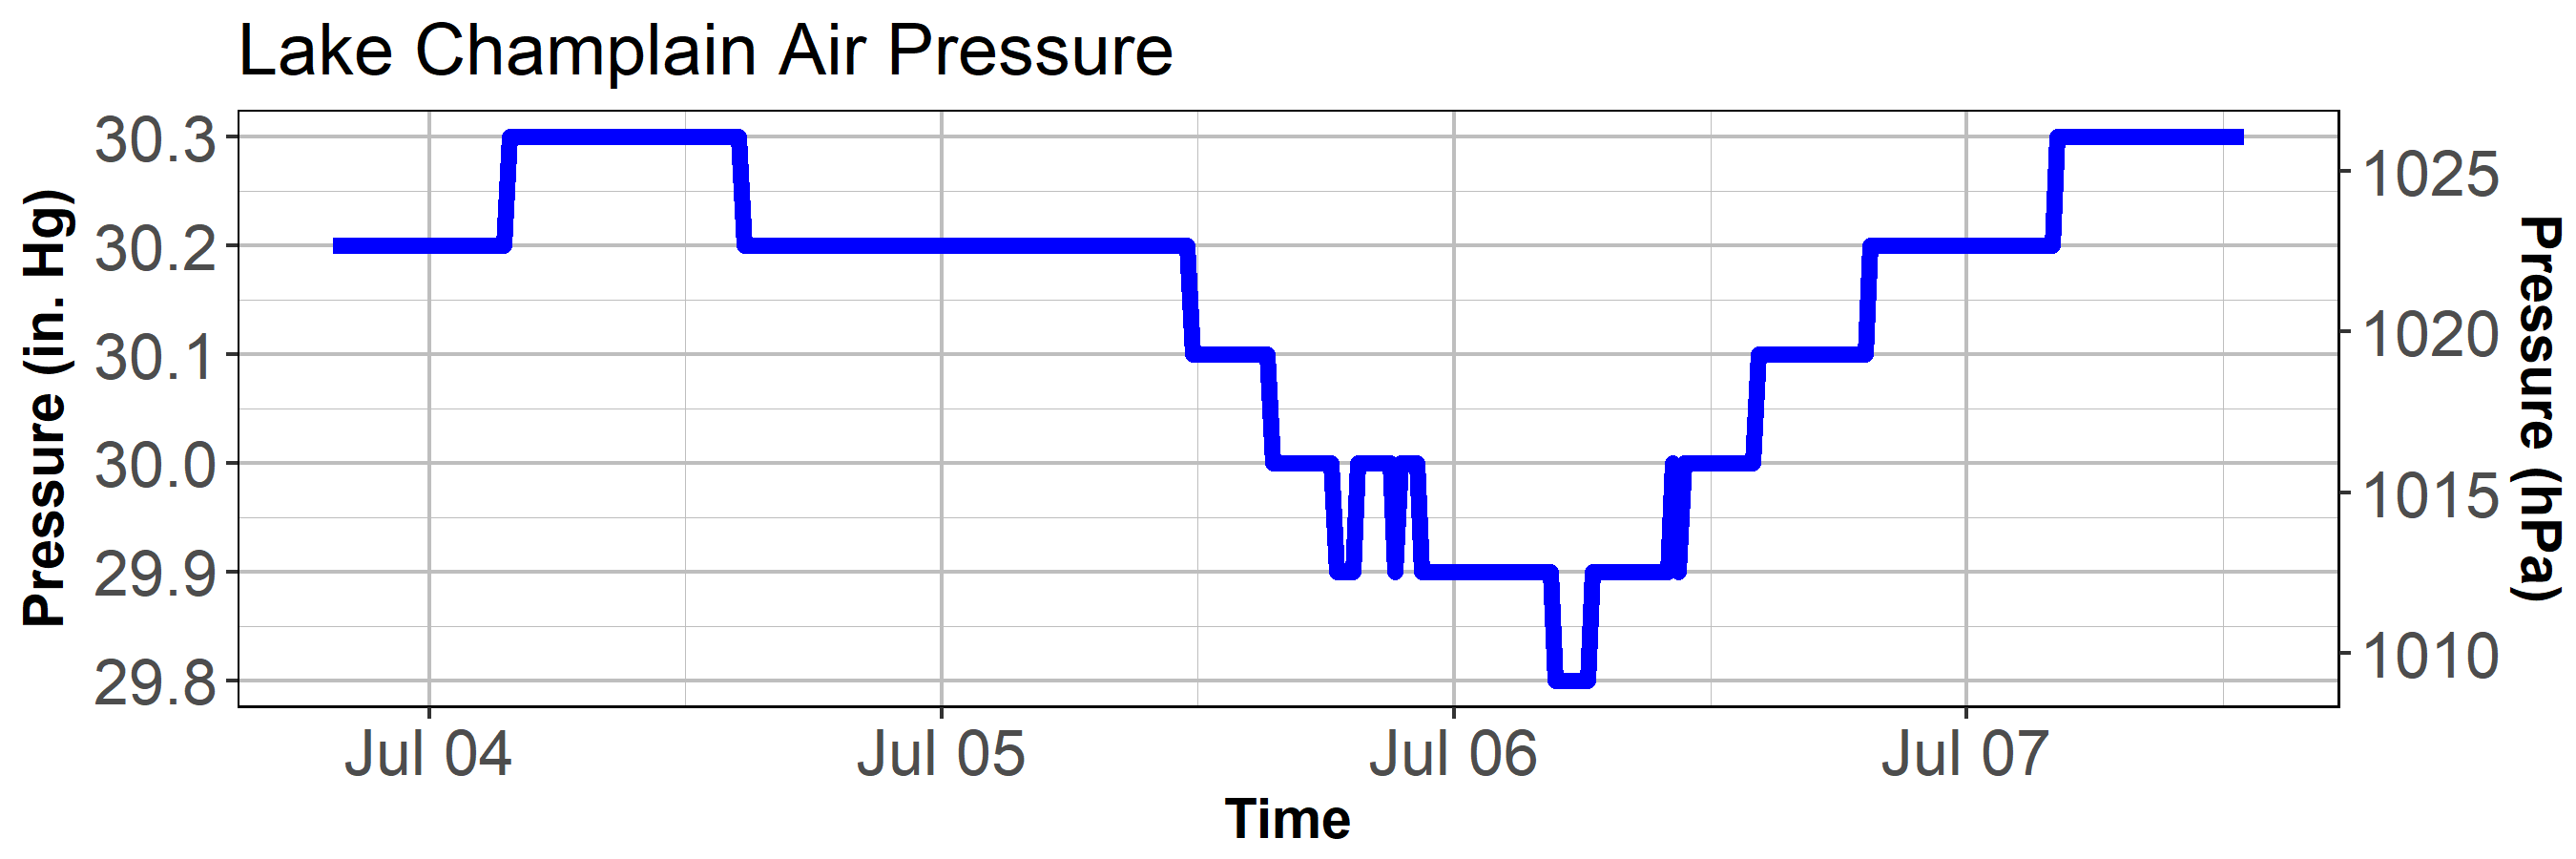 Lake Champlain Air Pressure
Pressure (in. Hg)
30.3
30.2
30.1
30.0
29.9
29.8
1025
1020
1015
1010
Pressure (hPa)
Jul 04 Jul 05 Jul 06 Jul 07
Time